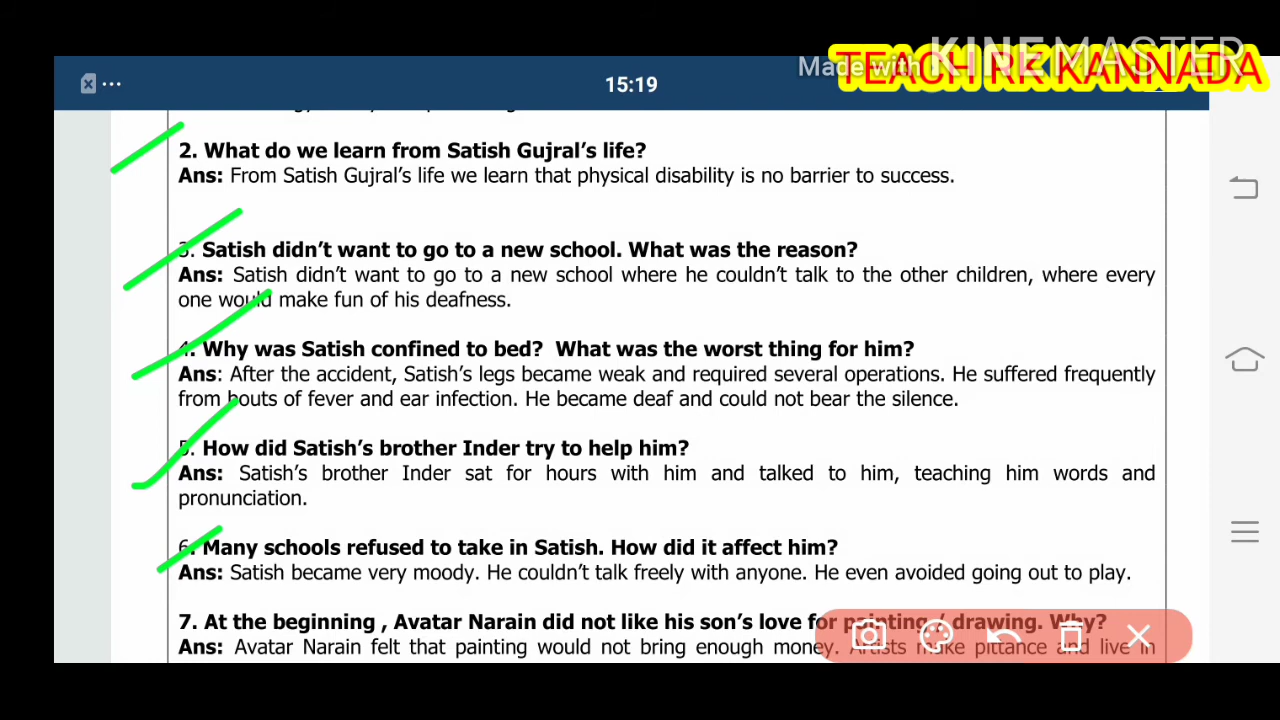 TEACH RK KANNADA
Made with KINEMASTER
15:19
2. What do we learn from Satish Gujral's life?
Ans: From Satish Gujral's life we learn that physical disability is no barrier to success.
3. Satish didn't want to go to a new school. What was the reason?
Ans: Satish didn't want to go to a new school where he couldn't talk to the other children, where every
one would make fun of his deafness.
4. Why was Satish confined to bed? What was the worst thing for him?
Ans: After the accident, Satish's legs became weak and required several operations. He suffered frequently
from bouts of fever and ear infection. He became deaf and could not bear the silence.
5. How did Satish's brother Inder try to help him?
Ans: Satish's brother Inder sat for hours with him and talked to him, teaching him words and
pronunciation.
6. Many schools refused to take in Satish. How did it affect him?
Ans: Satish became very moody. He couldn't talk freely with anyone. He even avoided going out to play.
7. At the beginning , Avatar Narain did not like his son's love for painting / drawing. Why?
Ans: Avatar Narain felt that painting would not bring enough money. Artists make pittance and live in